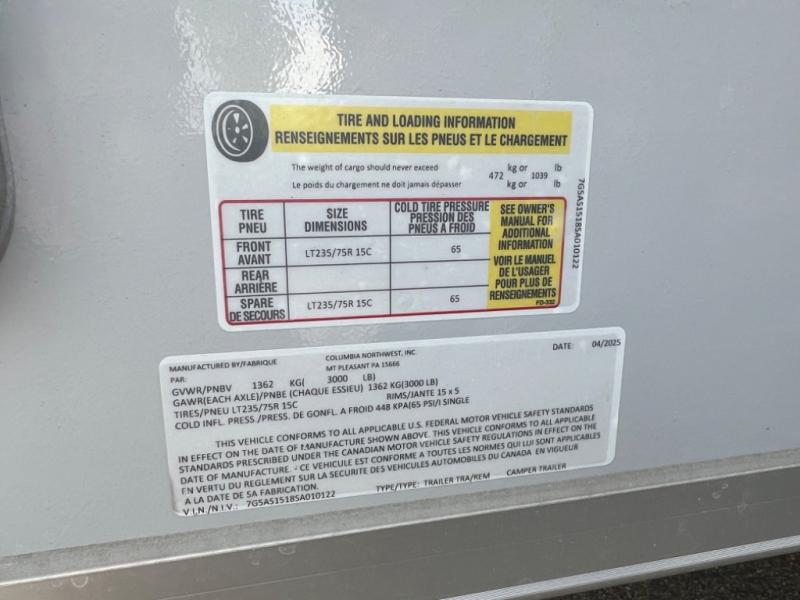 TIRE AND LOADING INFORMATION
RENSEIGNEMENTS SUR LES PNEUS ET LE CHARGEMENT
The weight of cargo should never exceed 472 kg or 1039 lb
Le poids du chargement ne doit jamais dépasser kg or lb
TIRE PNEU
SIZE DIMENSIONS
COLD TIRE PRESSURE PRESSION DES PNEUS A FROID
FRONT AVANT LT235/75R 15C 65
REAR ARRIÈRE
SPARE DE SECOURS LT235/75R 15C 65
SEE OWNER'S
MANUAL FOR
ADDITIONAL
INFORMATION
VOIR LE MANUEL
DE L'USAGER
POUR PLUS DE
RENSEIGNEMENTS
FD-332
7G5AS1518SA010122
MANUFACTURED BY/FABRIQUE COLUMBIA NORTHWEST, INC. DATE: 04/2025
PAR: MT PLEASANT PA 15666
GVWR/PNBV 1362 KG( 3000 LB)
GAWR(EACH AXLE)/PNBE (CHAQUE ESSIEU) 1362 KG(3000 LB)
TIRES/PNEU LT235/75R 15C RIMS/JANTE 15 x 5
COLD INFL. PRESS /PRESS. DE GONFL. A FROID 448 KPA(65 PSI/) SINGLE
THIS VEHICLE CONFORMS TO ALL APPLICABLE U.S. FEDERAL MOTOR VEHICLE SAFETY STANDARDS
IN EFFECT ON THE DATE OF MANUFACTURE SHOWN ABOVE. THIS VEHICLE CONFORMS TO ALL APPLICABLE
STANDARDS PRESCRIBED UNDER THE CANADIAN MOTOR VEHICLE SAFETY REGULATIONS IN EFFECT ON THE
DATE OF MANUFACTURE. - CE VEHICULE EST CONFORME A TOUTES LES NORMES QUI LUI SONT APPLICABLES
EN VERTU DU REGLEMENT SUR LA SECURITE DES VEHICULES AUTOMOBILES DU CANADA EN VIGUEUR
A LA DATE DE SA FABRICATION.
V.I.N./N.I.V.: 7G5AS1518SA010122 TYPE/TYPE: TRAILER TRA/REM CAMPER TRAILER